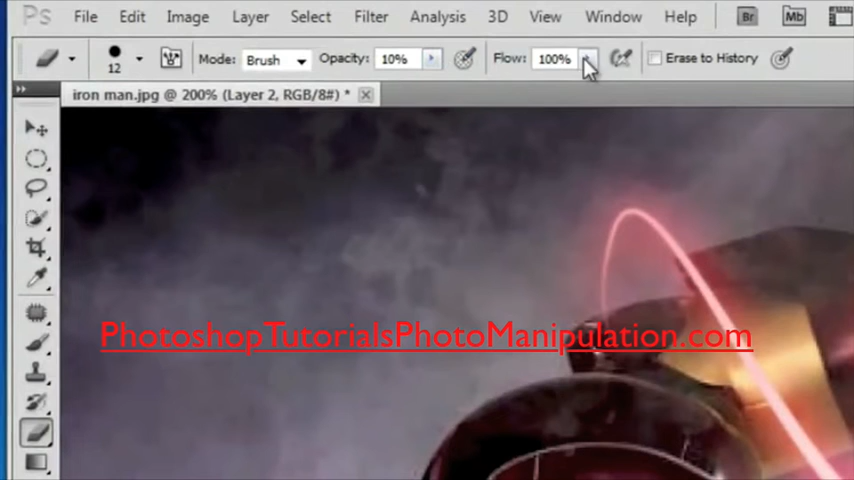 Ps File Edit Image Layer Select Filter Analysis 3D View Window Help Br Mb
12 Mode: Brush Opacity: 10% Flow: 100% Erase to History
iron man.jpg @ 200% (Layer 2, RGB/8#) *
PhotoshopTutorialsPhotoManipulation.com